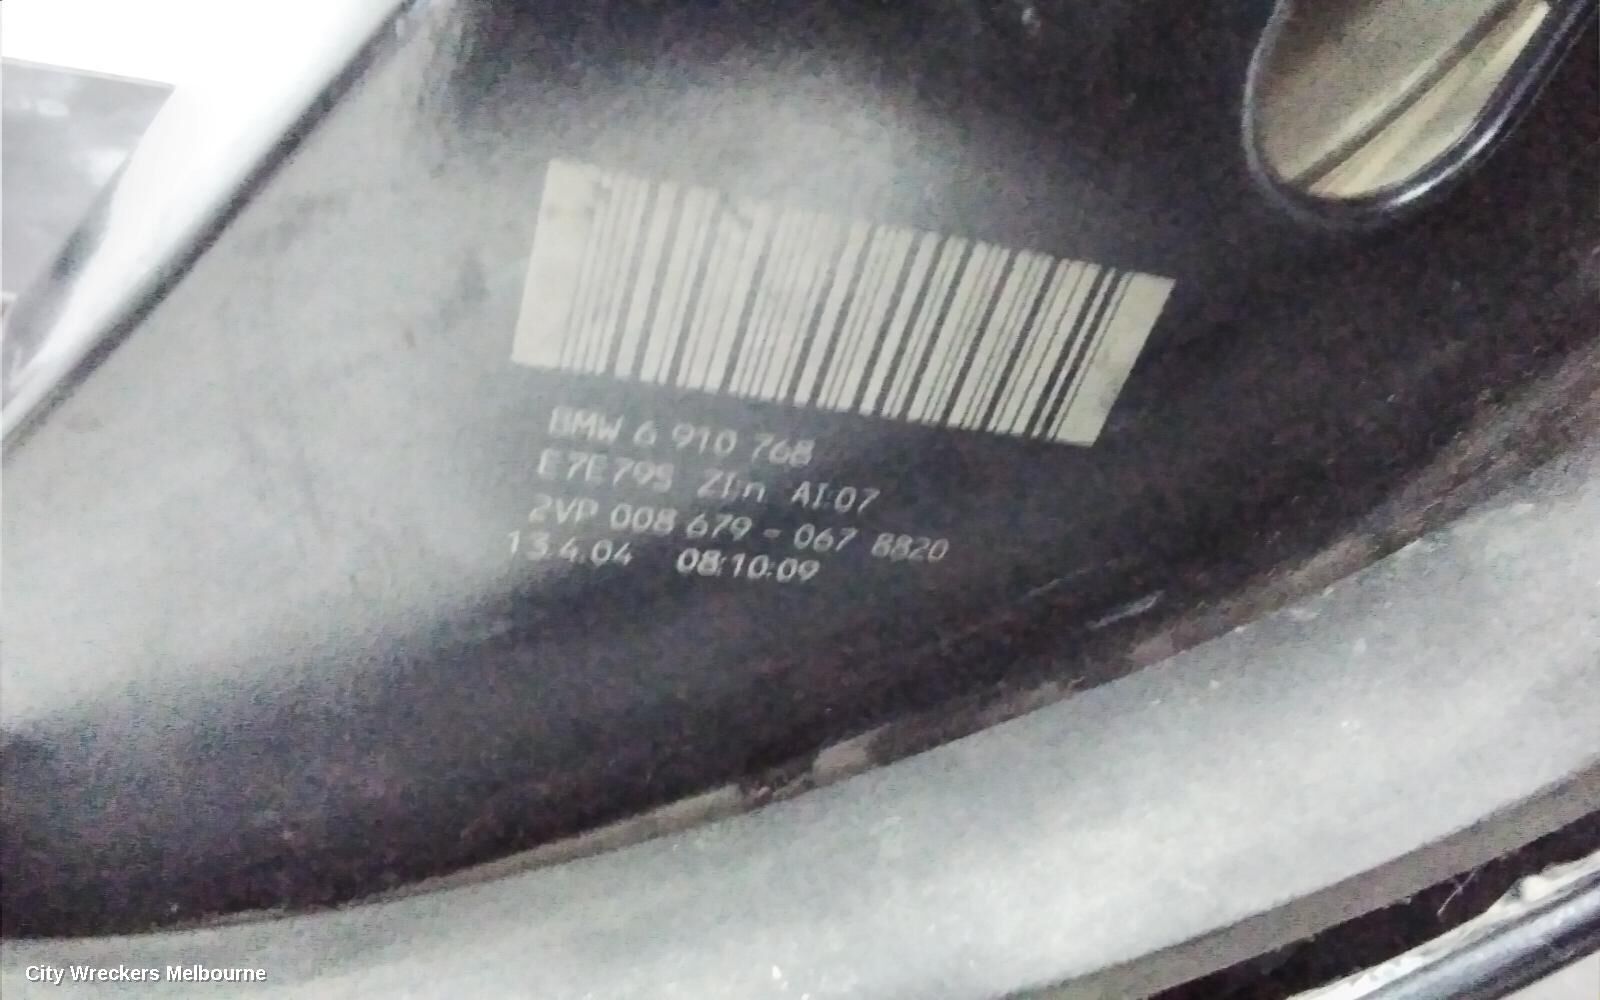 BMW 6 910 768
E7E79S ZI:n AI:07
2VP 008 679 - 067 8820
13.4.04 08:10:09
City Wreckers Melbourne